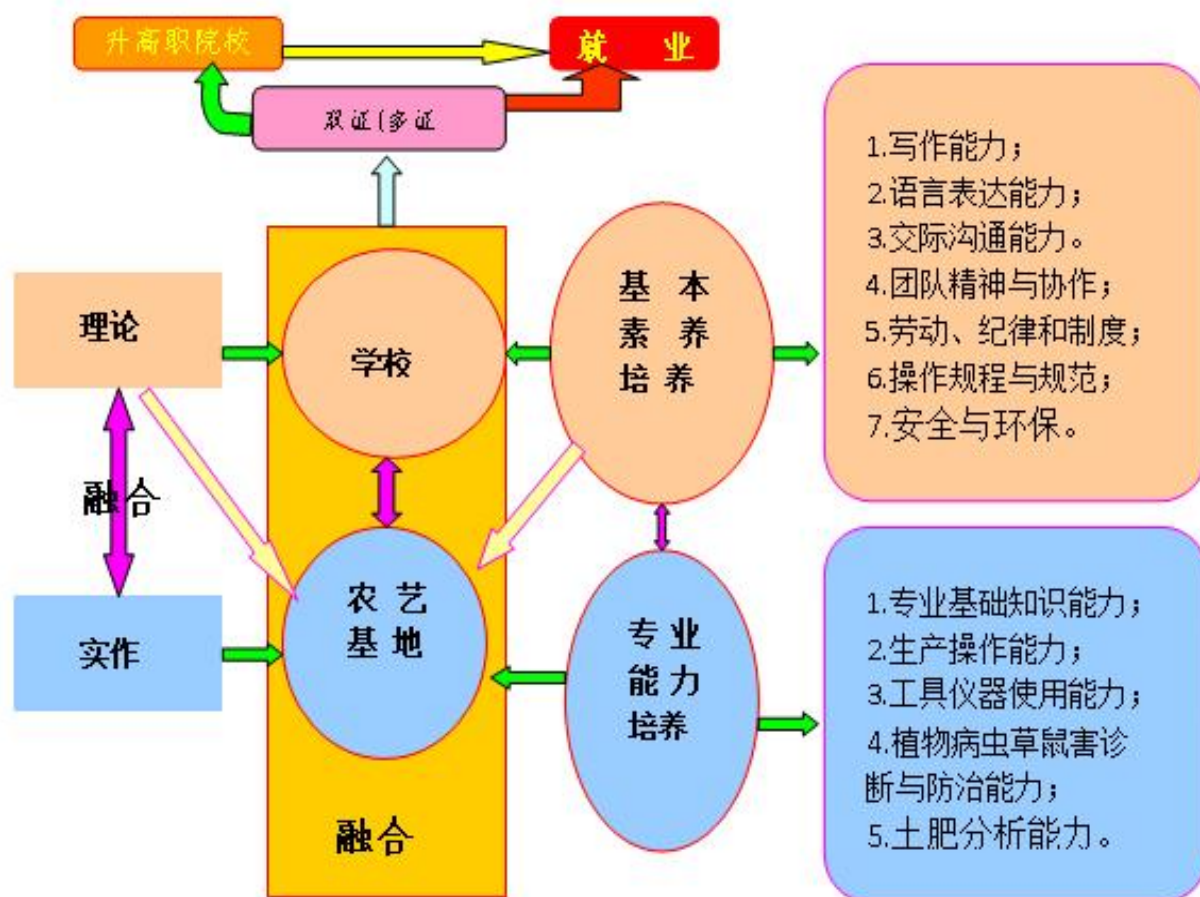 升高职院校
就 业
双证(多证
理论
融合
实作
学校
农 艺
基 地
融合
基 本
素 养
培 养
专 业
能 力
培养
1.写作能力；
2.语言表达能力；
3.交际沟通能力。
4.团队精神与协作；
5.劳动、纪律和制度；
6.操作规程与规范；
7.安全与环保。
1.专业基础知识能力；
2.生产操作能力；
3.工具仪器使用能力；
4.植物病虫草鼠害诊
断与防治能力；
5.土肥分析能力。